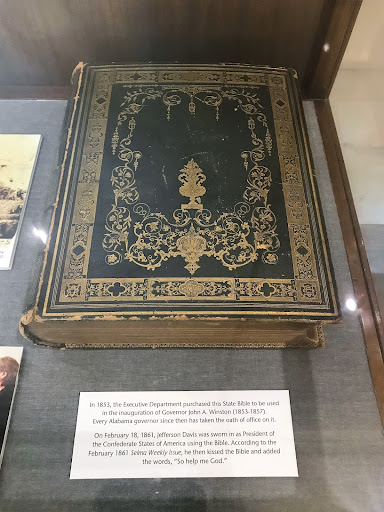 In 1853, the Executive Department purchased this State Bible to be used
in the inauguration of Governor John A. Winston (1853-1857).
Every Alabama governor since then has taken the oath of office on it.
On February 18, 1861, Jefferson Davis was sworn in as President of
the Confederate States of America using the Bible. According to the
February 1861 Selma Weekly Issue, he then kissed the Bible and added
the words, "So help me God."